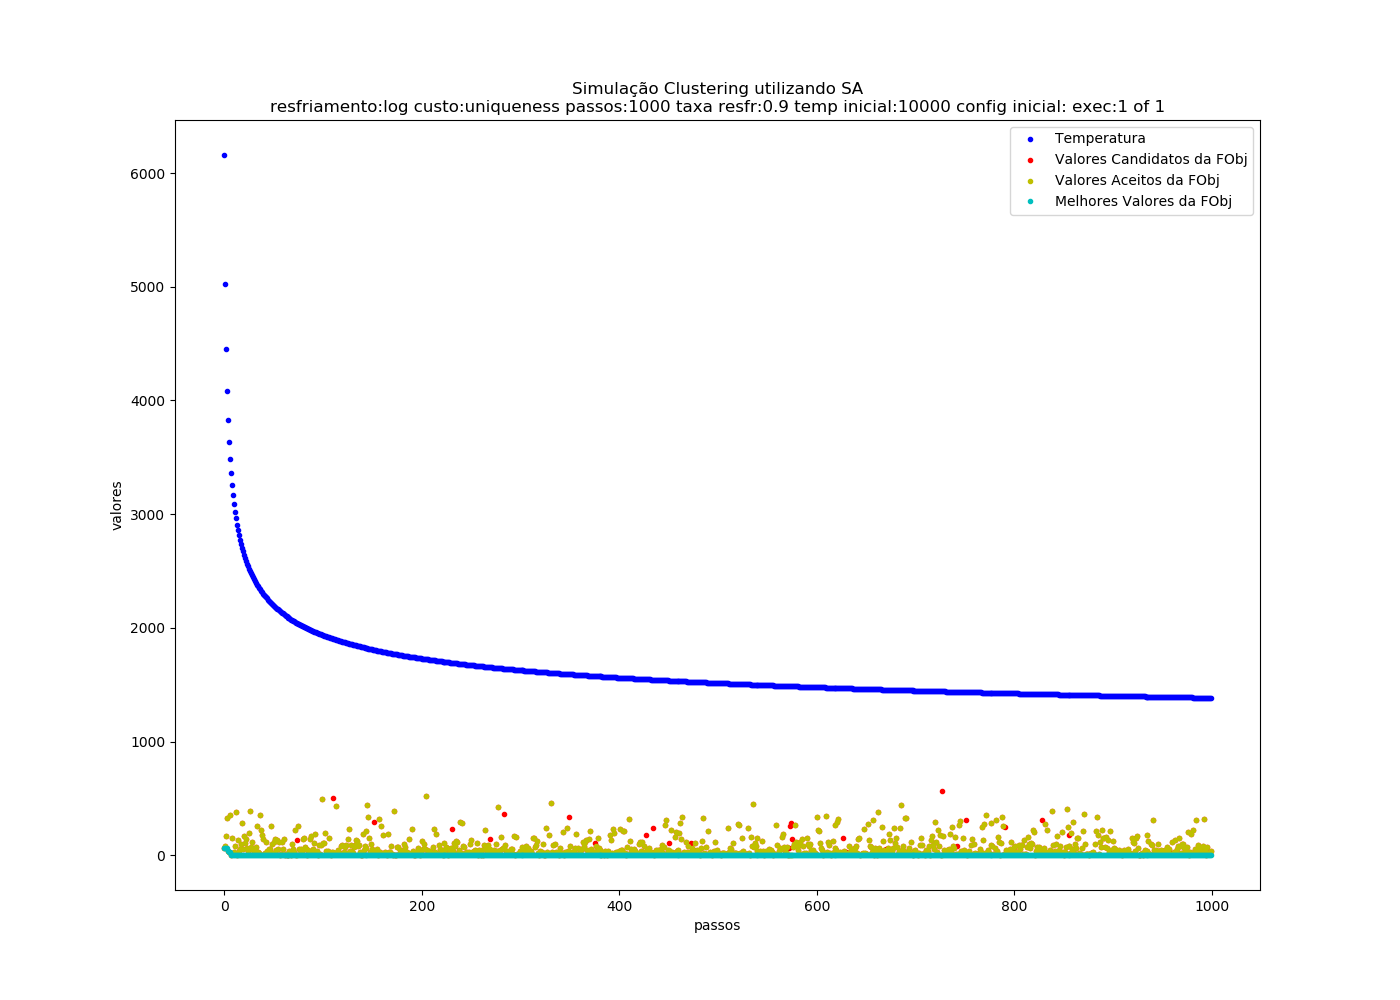 Simulação Clustering utilizando SA
resfriamento:log custo:uniqueness passos:1000 taxa resfr:0.9 temp inicial:10000 config inicial: exec:1 of 1
Temperatura
Valores Candidatos da FObj
Valores Aceitos da FObj
Melhores Valores da FObj
valores
6000
5000
4000
3000
2000
1000
0
0
200
400
600
800
1000
passos